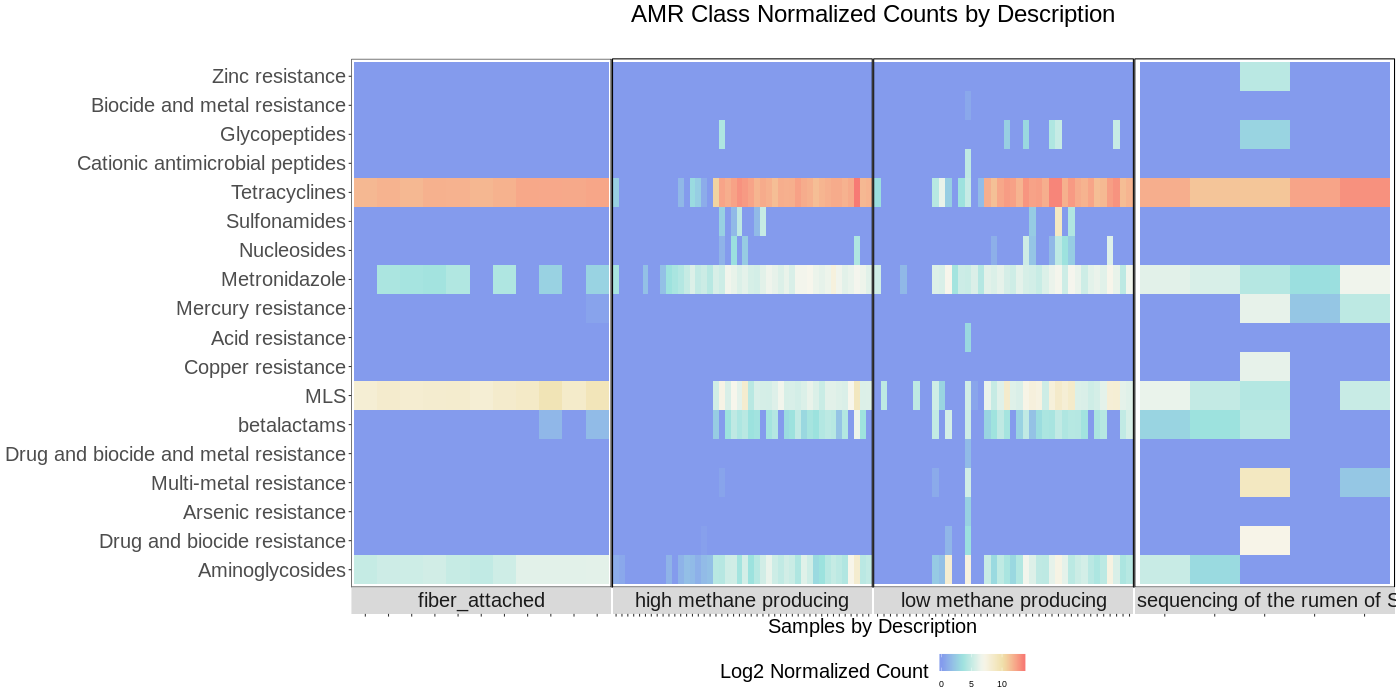 AMR Class Normalized Counts by Description
Zinc resistance
Biocide and metal resistance
Glycopeptides
Cationic antimicrobial peptides
Tetracyclines
Sulfonamides
Nucleosides
Metronidazole
Mercury resistance
Acid resistance
Copper resistance
MLS
betalactams
Drug and biocide and metal resistance
Multi-metal resistance
Arsenic resistance
Drug and biocide resistance
Aminoglycosides
fiber_attached high methane producing low methane producing sequencing of the rumen of S
Samples by Description
Log2 Normalized Count
0 5 10